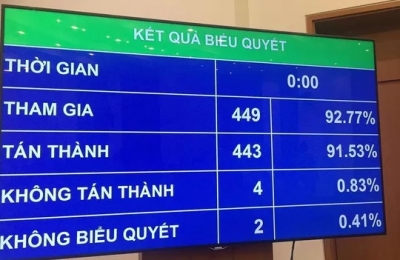 KẾT QUẢ BIỂU QUYẾT
THỜI GIAN 0:00
THAM GIA 449 92.77%
TÁN THÀNH 443 91.53%
KHÔNG TÁN THÀNH 4 0.83%
KHÔNG BIỂU QUYẾT 2 0.41%